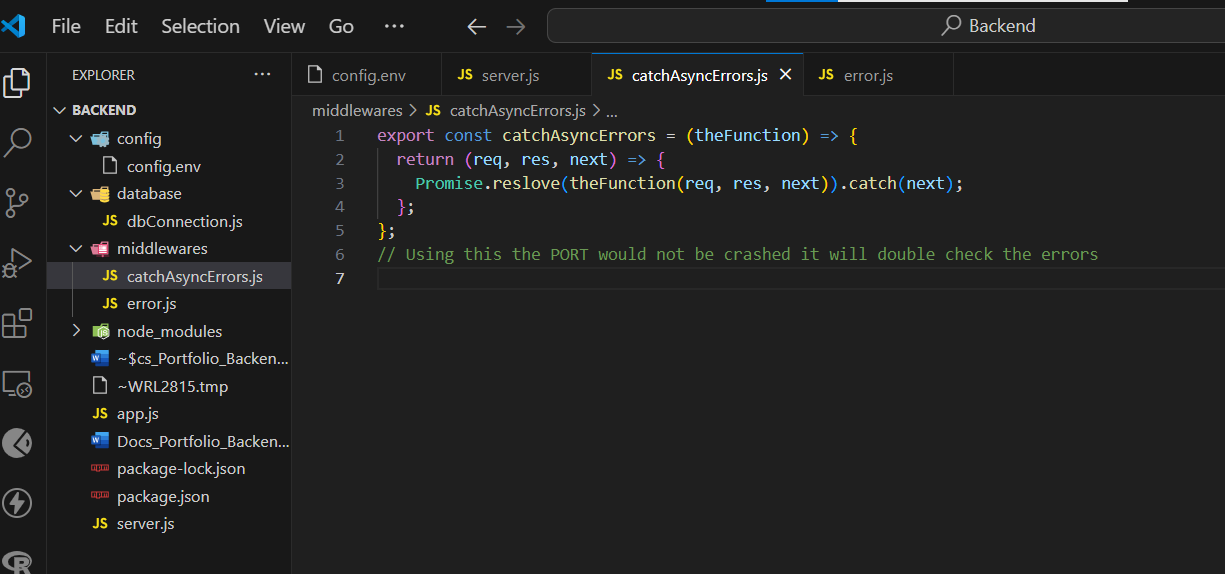 File Edit Selection View Go ... Backend
EXPLORER ...
config.env JS server.js JS catchAsyncErrors.js JS error.js
BACKEND
config
config.env
database
JS dbConnection.js
middlewares
JS catchAsyncErrors.js
JS error.js
node_modules
~$cs_Portfolio_Backen...
~WRL2815.tmp
JS app.js
Docs_Portfolio_Backen...
package-lock.json
package.json
JS server.js
middlewares > JS catchAsyncErrors.js > ...
1 export const catchAsyncErrors = (theFunction) => {
2 return (req, res, next) => {
3 Promise.reslove(theFunction(req, res, next)).catch(next);
4 };
5 };
6 // Using this the PORT would not be crashed it will double check the errors
7